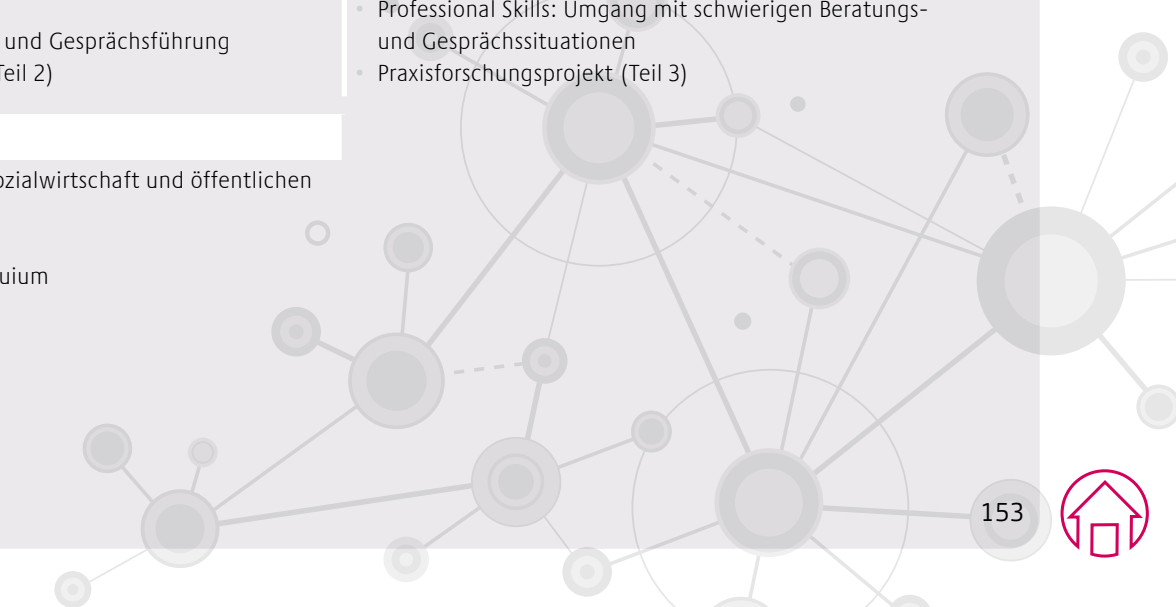 und Gesprächsführung
Teil 2)
ozialwirtschaft und öffentlichen
uium
• Professional Skills: Umgang mit schwierigen Beratungs-
und Gesprächssituationen
• Praxisforschungsprojekt (Teil 3)
153